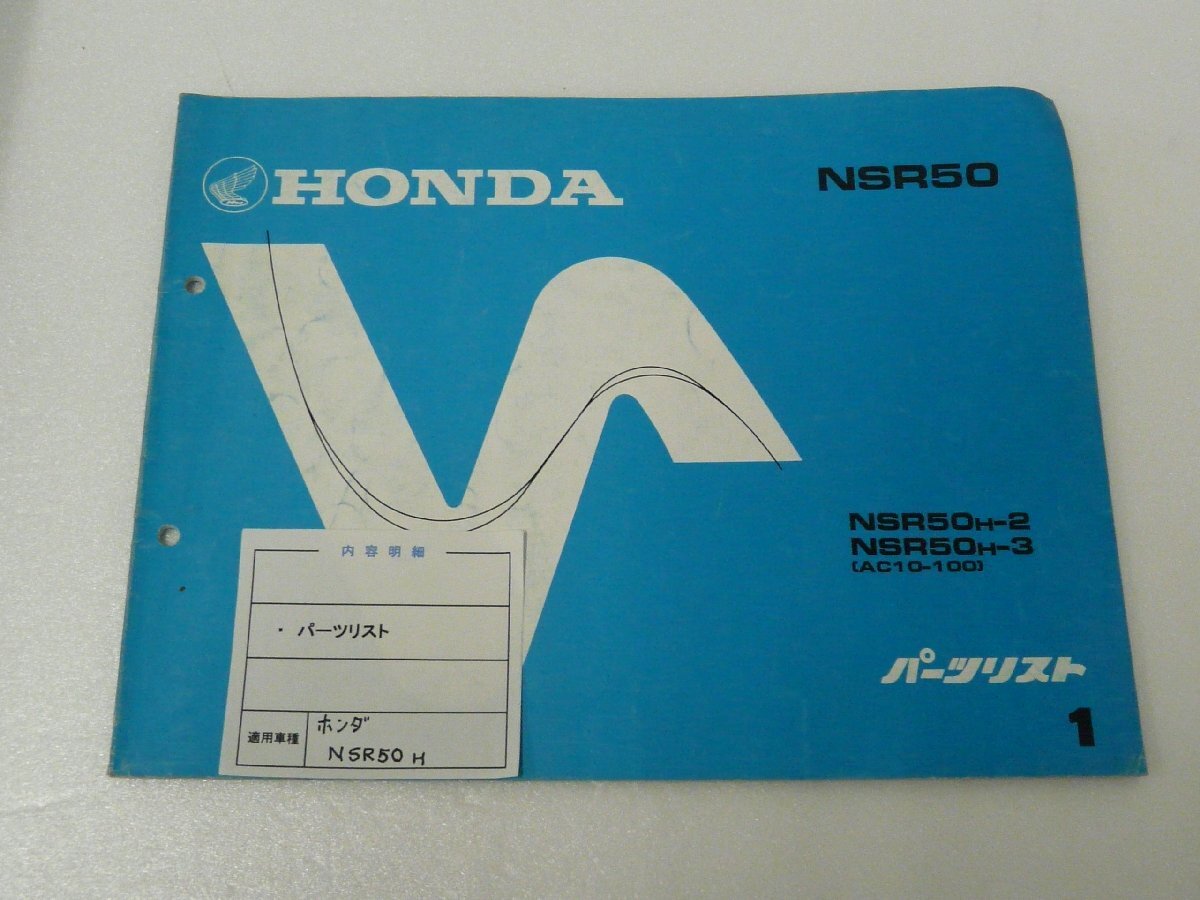 HONDA
NSR50
NSR50H-2
NSR50H-3
(AC10-100)
パーツリスト
1
内容明細
・ パーツリスト
適用車種
ホンダ
NSR50 H